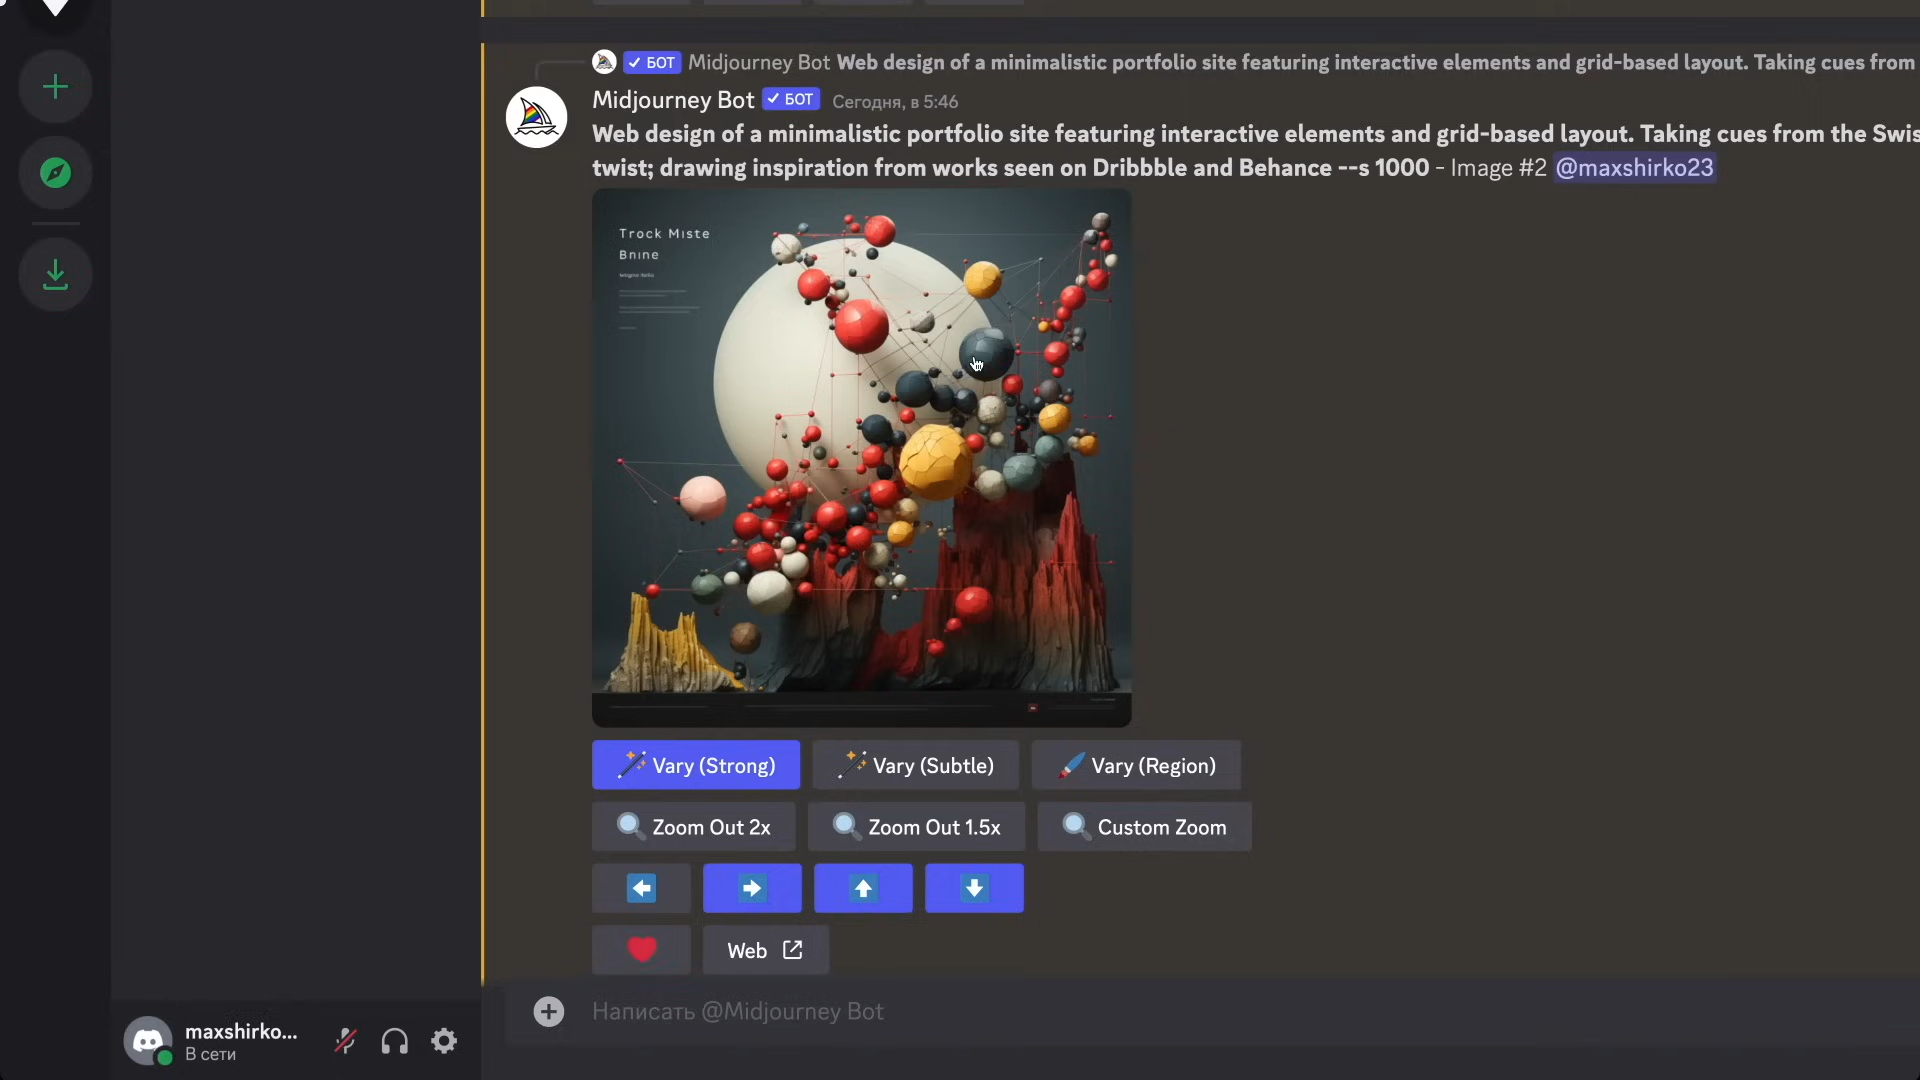 БОТ Midjourney Bot Web design of a minimalistic portfolio site featuring interactive elements and grid-based layout. Taking cues from
Midjourney Bot БОТ Сегодня, в 5:46
Web design of a minimalistic portfolio site featuring interactive elements and grid-based layout. Taking cues from the Swis
twist; drawing inspiration from works seen on Dribbble and Behance --s 1000 - Image #2 @maxshirko23
Trock Miste
Bnine
Vary (Strong)
Vary (Subtle)
Vary (Region)
Zoom Out 2x
Zoom Out 1.5x
Custom Zoom
Web
Написать @Midjourney Bot
maxshirko...
В сети